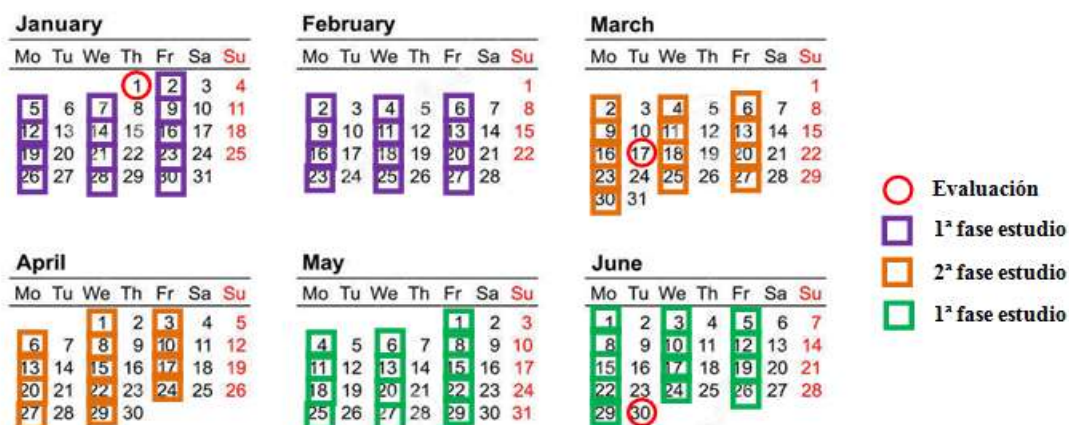 January
Mo Tu We Th Fr Sa Su
1 2 3 4
5 6 7 8 9 10 11
12 13 14 15 16 17 18
19 20 21 22 23 24 25
26 27 28 29 30 31
February
Mo Tu We Th Fr Sa Su
1
2 3 4 5 6 7 8
9 10 11 12 13 14 15
16 17 18 19 20 21 22
23 24 25 26 27 28
March
Mo Tu We Th Fr Sa Su
1
2 3 4 5 6 7 8
9 10 11 12 13 14 15
16 17 18 19 20 21 22
23 24 25 26 27 28 29
30 31
April
Mo Tu We Th Fr Sa Su
1 2 3 4 5
6 7 8 9 10 11 12
13 14 15 16 17 18 19
20 21 22 23 24 25 26
27 28 29 30
May
Mo Tu We Th Fr Sa Su
1 2 3
4 5 6 7 8 9 10
11 12 13 14 15 16 17
18 19 20 21 22 23 24
25 26 27 28 29 30 31
June
Mo Tu We Th Fr Sa Su
1 2 3 4 5 6 7
8 9 10 11 12 13 14
15 16 17 18 19 20 21
22 23 24 25 26 27 28
29 30
Evaluación
1ª fase estudio
2ª fase estudio
1ª fase estudio